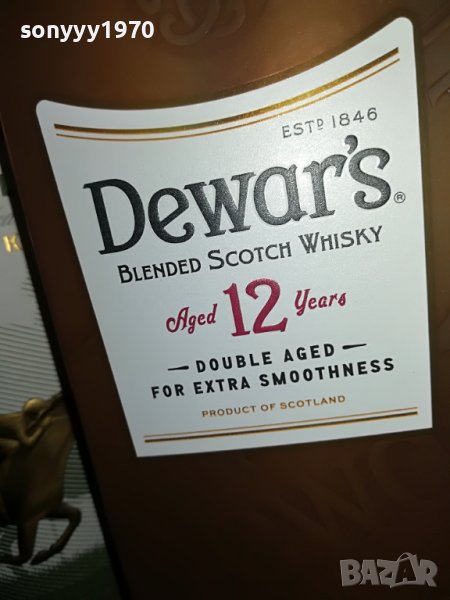 sonyyy1970
ESTD 1846
Dewar's®
BLENDED SCOTCH WHISKY
Aged 12 Years
DOUBLE AGED
FOR EXTRA SMOOTHNESS
PRODUCT OF SCOTLAND
BAZAR